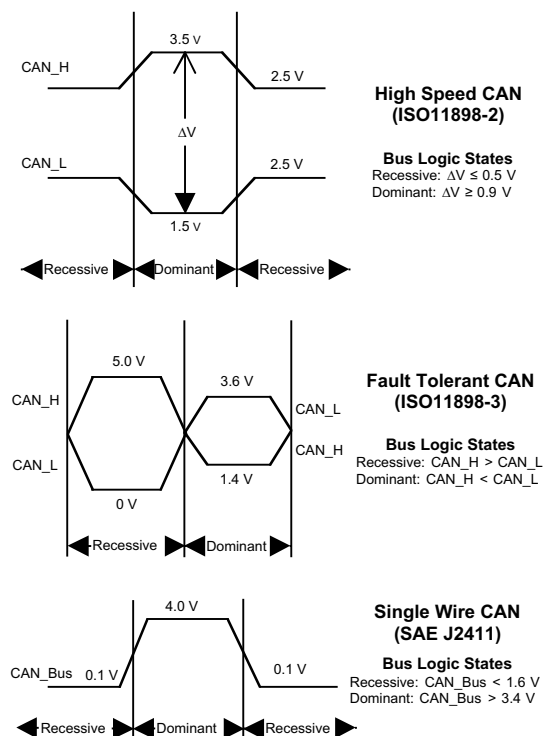 3.5 V
CAN_H
2.5 V
ΔV
CAN_L
2.5 V
1.5 V
Recessive
Dominant
Recessive
High Speed CAN
(ISO11898-2)
Bus Logic States
Recessive: ΔV ≤ 0.5 V
Dominant: ΔV ≥ 0.9 V
5.0 V
3.6 V
CAN_H
CAN_L
CAN_L
CAN_H
1.4 V
0 V
Recessive
Dominant
Fault Tolerant CAN
(ISO11898-3)
Bus Logic States
Recessive: CAN_H > CAN_L
Dominant: CAN_H < CAN_L
4.0 V
CAN_Bus
0.1 V
0.1 V
Recessive
Dominant
Recessive
Single Wire CAN
(SAE J2411)
Bus Logic States
Recessive: CAN_Bus < 1.6 V
Dominant: CAN_Bus > 3.4 V